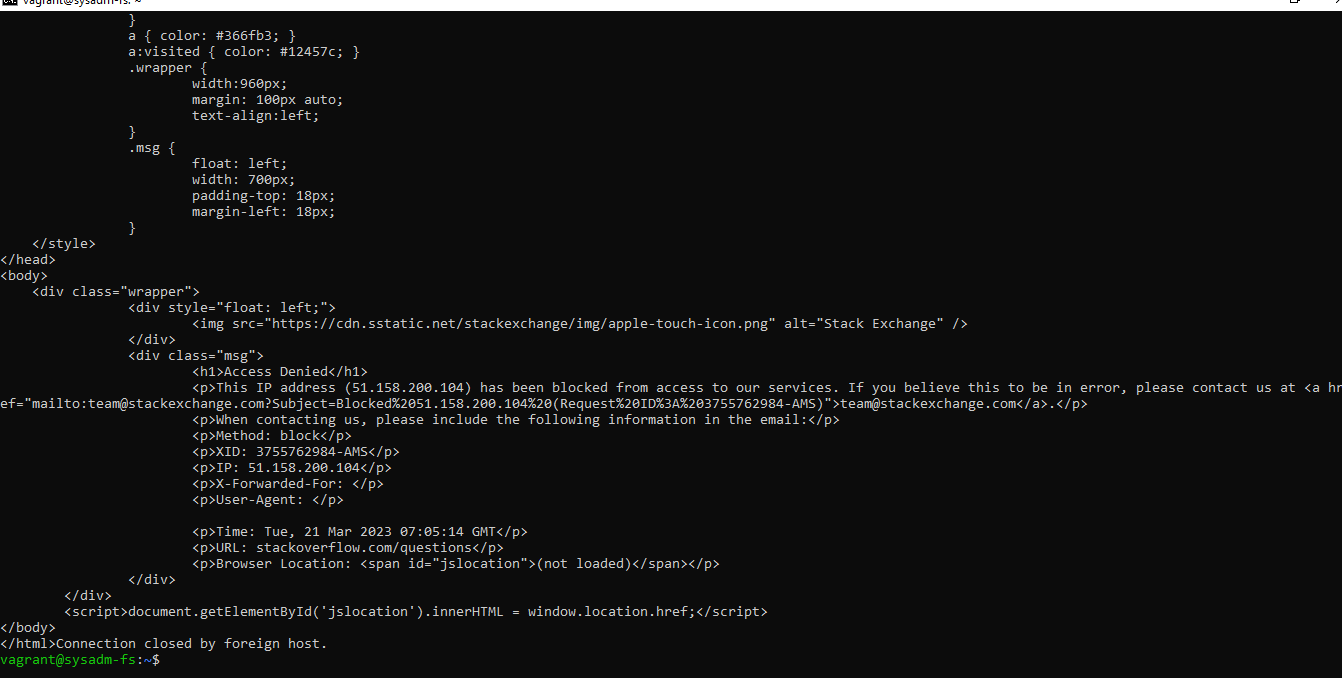 vagrant@sysadm-fs: ~
}
a { color: #366fb3; }
a:visited { color: #12457c; }
.wrapper {
width:960px;
margin: 100px auto;
text-align:left;
}
.msg {
float: left;
width: 700px;
padding-top: 18px;
margin-left: 18px;
}
</style>
</head>
<body>
<div class="wrapper">
<div style="float: left;">
<img src="https://cdn.sstatic.net/stackexchange/img/apple-touch-icon.png" alt="Stack Exchange" />
</div>
<div class="msg">
<h1>Access Denied</h1>
<p>This IP address (51.158.200.104) has been blocked from access to our services. If you believe this to be in error, please contact us at <a hr
ef="mailto:team@stackexchange.com?Subject=Blocked%2051.158.200.104%20(Request%20ID%3A%203755762984-AMS)">team@stackexchange.com</a>.</p>
<p>When contacting us, please include the following information in the email:</p>
<p>Method: block</p>
<p>XID: 3755762984-AMS</p>
<p>IP: 51.158.200.104</p>
<p>X-Forwarded-For: </p>
<p>User-Agent: </p>
<p>Time: Tue, 21 Mar 2023 07:05:14 GMT</p>
<p>URL: stackoverflow.com/questions</p>
<p>Browser Location: <span id="jslocation">(not loaded)</span></p>
</div>
</div>
<script>document.getElementById('jslocation').innerHTML = window.location.href;</script>
</body>
</html>Connection closed by foreign host.
vagrant@sysadm-fs:~$